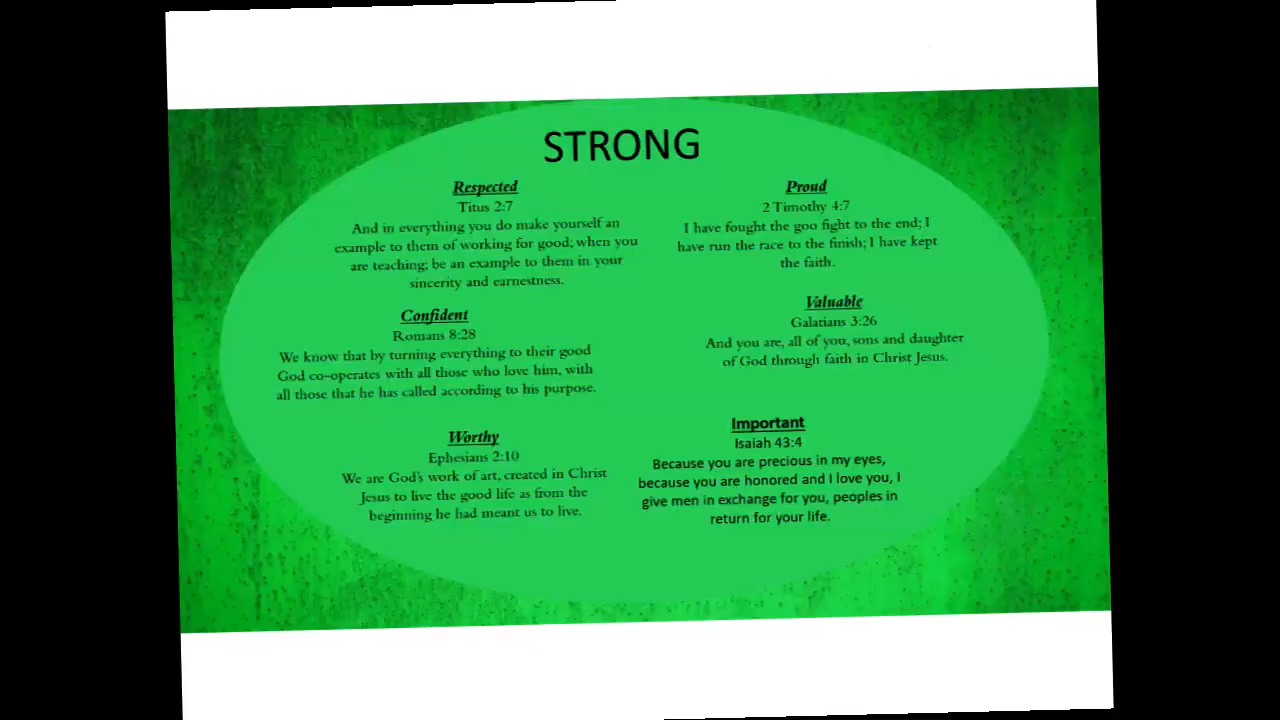 STRONG
Respected
Titus 2:7
And in everything you do make yourself an
example to them of working for good; when you
are teaching; be an example to them in your
sincerity and earnestness.
Proud
2 Timothy 4:7
I have fought the goo fight to the end; I
have run the race to the finish; I have kept
the faith.
Confident
Romans 8:28
We know that by turning everything to their good
God co-operates with all those who love him, with
all those that he has called according to his purpose.
Valuable
Galatians 3:26
And you are, all of you, sons and daughter
of God through faith in Christ Jesus.
Worthy
Ephesians 2:10
We are God's work of art, created in Christ
Jesus to live the good life as from the
beginning he had meant us to live.
Important
Isaiah 43:4
Because you are precious in my eyes,
because you are honored and I love you, I
give men in exchange for you, peoples in
return for your life.